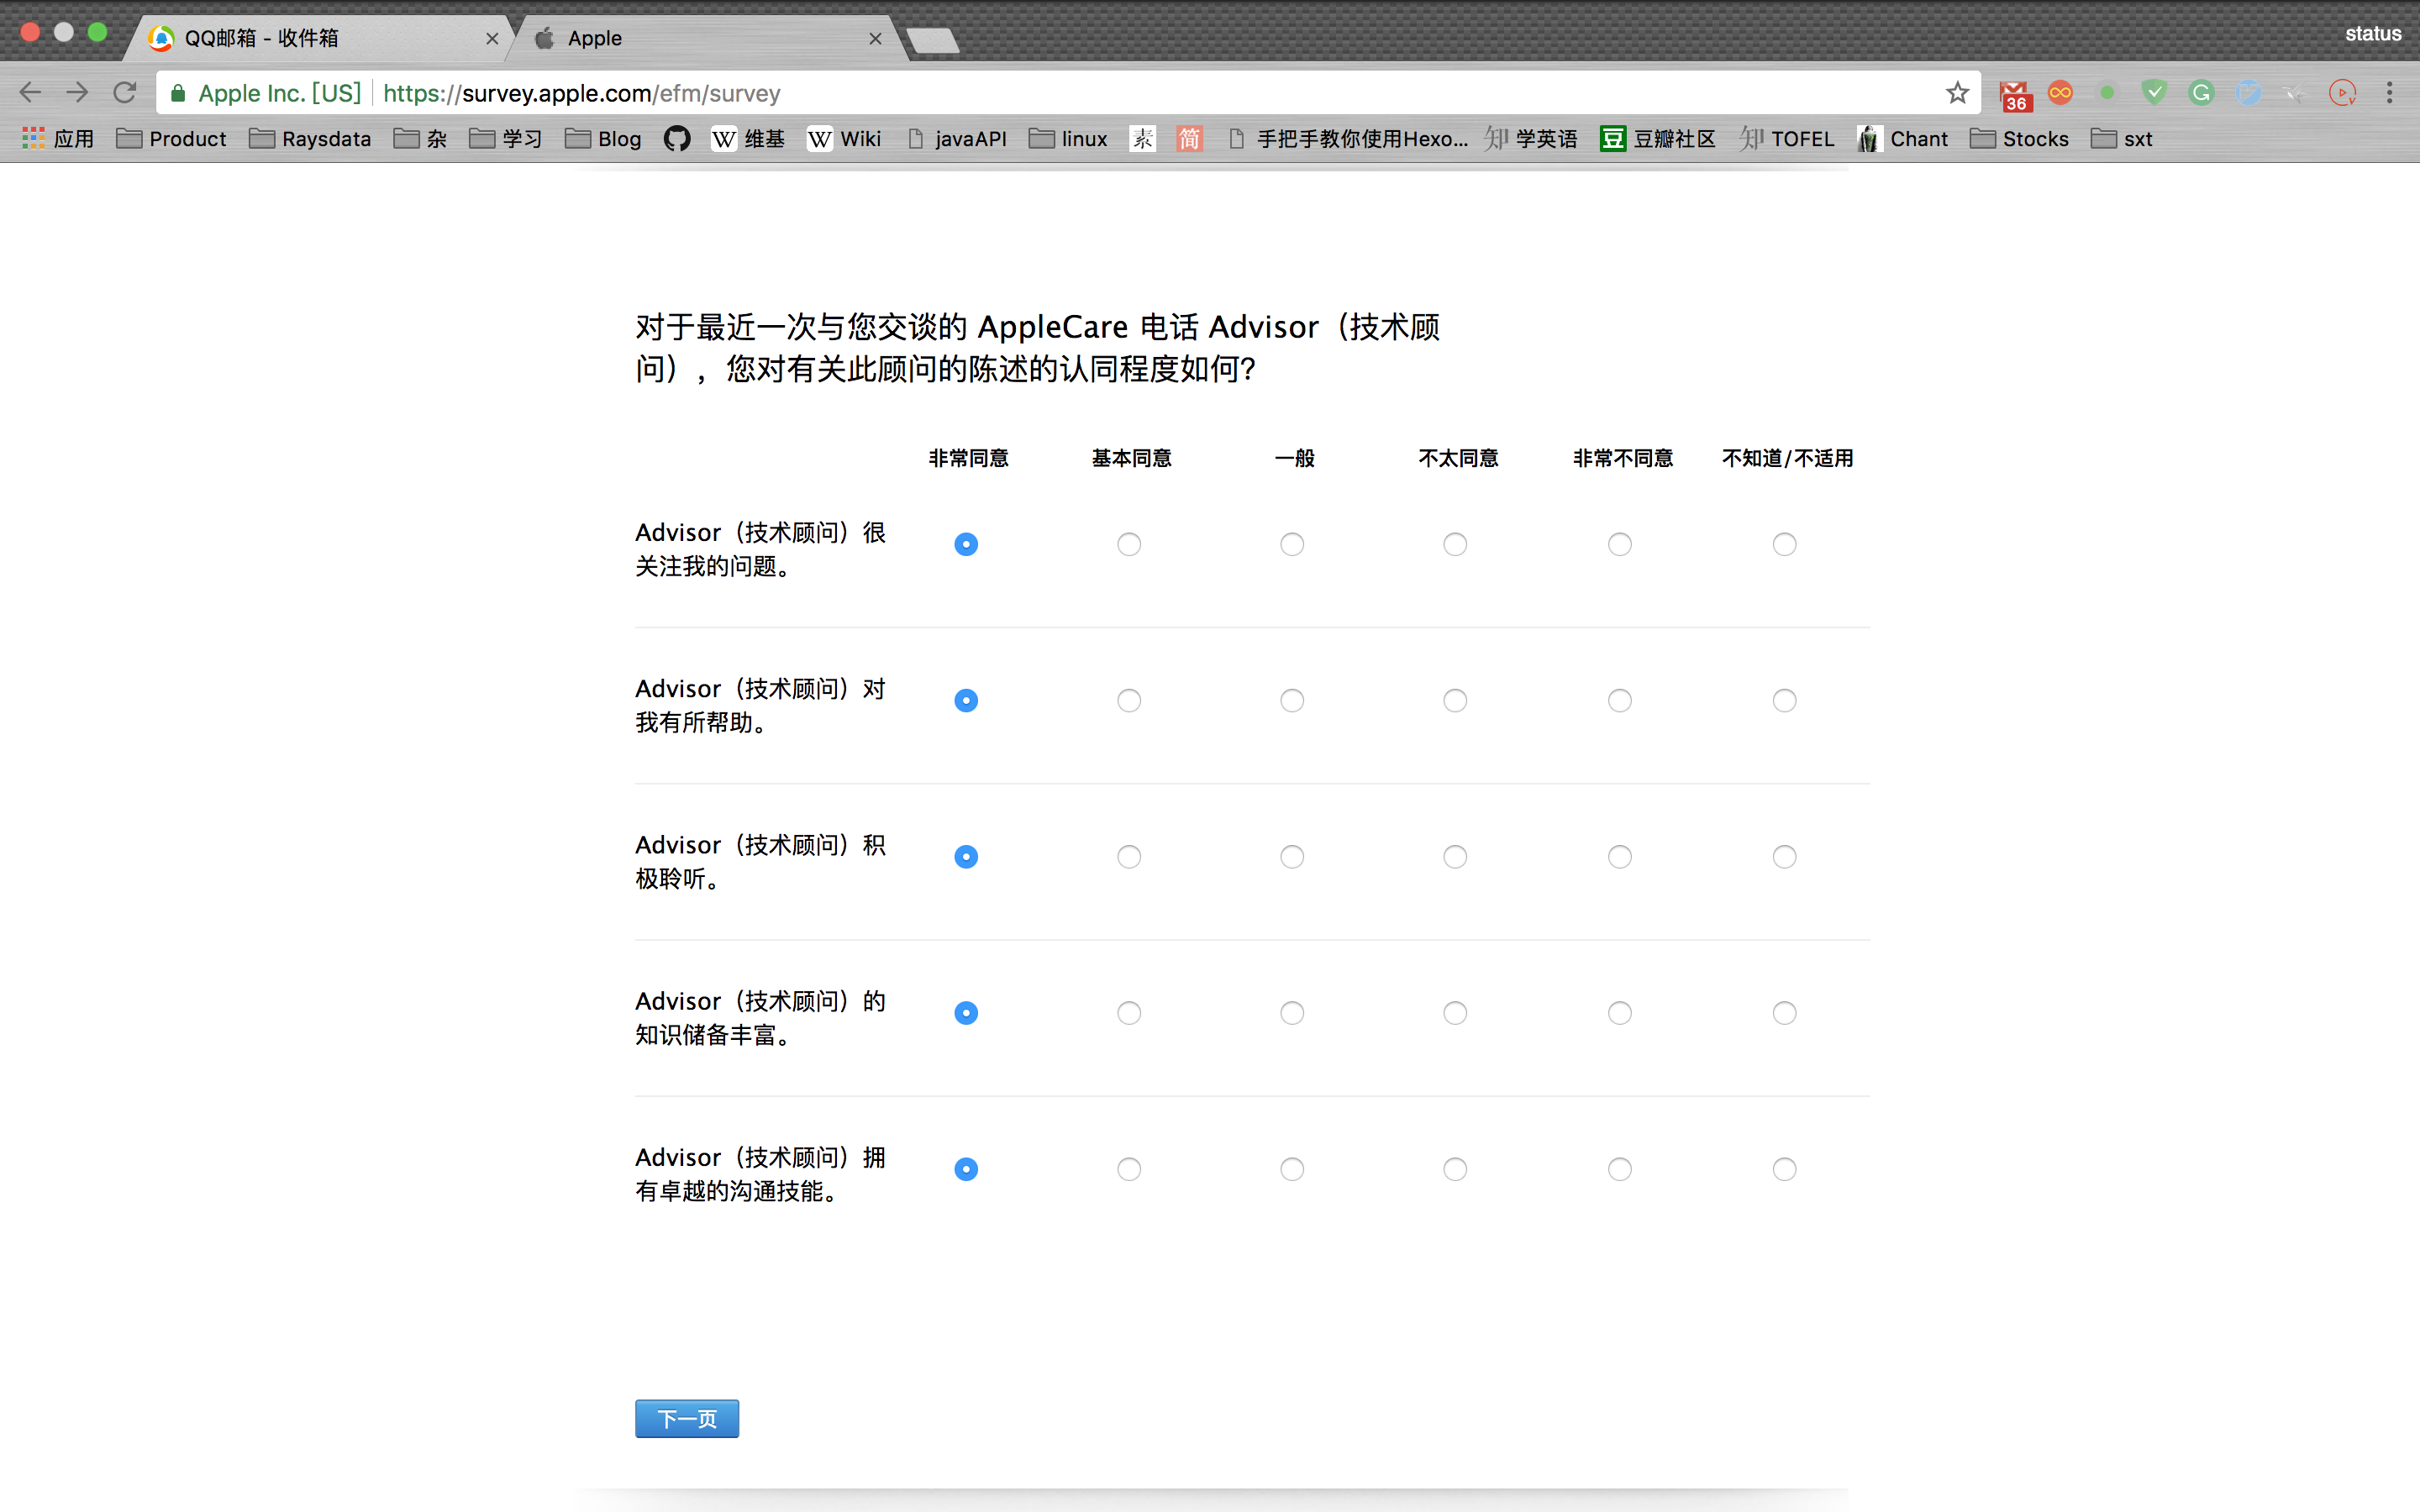 status
QQ邮箱 - 收件箱
Apple
Apple Inc. [US]
https://survey.apple.com/efm/survey
36
应用 Product Raysdata 杂 学习 Blog 维基 Wiki javaAPI linux 素 简 手把手教你使用Hexo... 知 学英语 豆 豆瓣社区 知 TOFEL Chant Stocks sxt
对于最近一次与您交谈的 AppleCare 电话 Advisor（技术顾
问），您对有关此顾问的陈述的认同程度如何?
非常同意 基本同意 一般 不太同意 非常不同意 不知道/不适用
Advisor（技术顾问）很
关注我的问题。
Advisor（技术顾问）对
我有所帮助。
Advisor（技术顾问）积
极聆听。
Advisor（技术顾问）的
知识储备丰富。
Advisor（技术顾问）拥
有卓越的沟通技能。
下一页